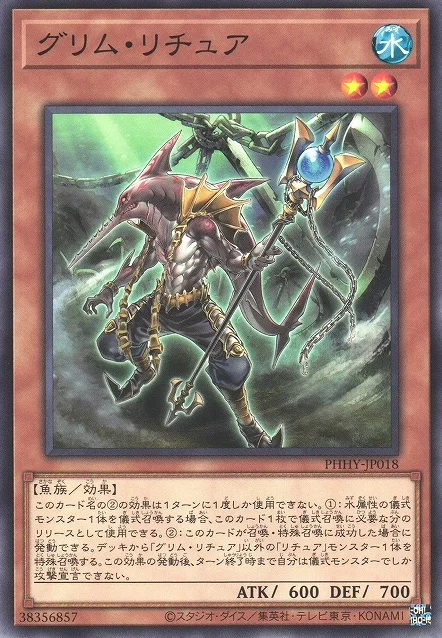 グリム・リチュア
水
PHHY-JP018
【魚族／効果】
このカード名の②の効果は1ターンに1度しか使用できない。①：水属性の儀式
モンスター1体を儀式召喚する場合、このカード1枚で儀式召喚に必要な分の
リリースとして使用できる。②：このカードが召喚・特殊召喚に成功した場合に
発動できる。デッキから「グリム・リチュア」以外の「リチュア」モンスター1体を
特殊召喚する。この効果の発動後、ターン終了時まで自分は儀式モンスターでしか
攻撃宣言できない。
ATK/ 600 DEF/ 700
38356857
©スタジオ・ダイス／集英社・テレビ東京・KONAMI